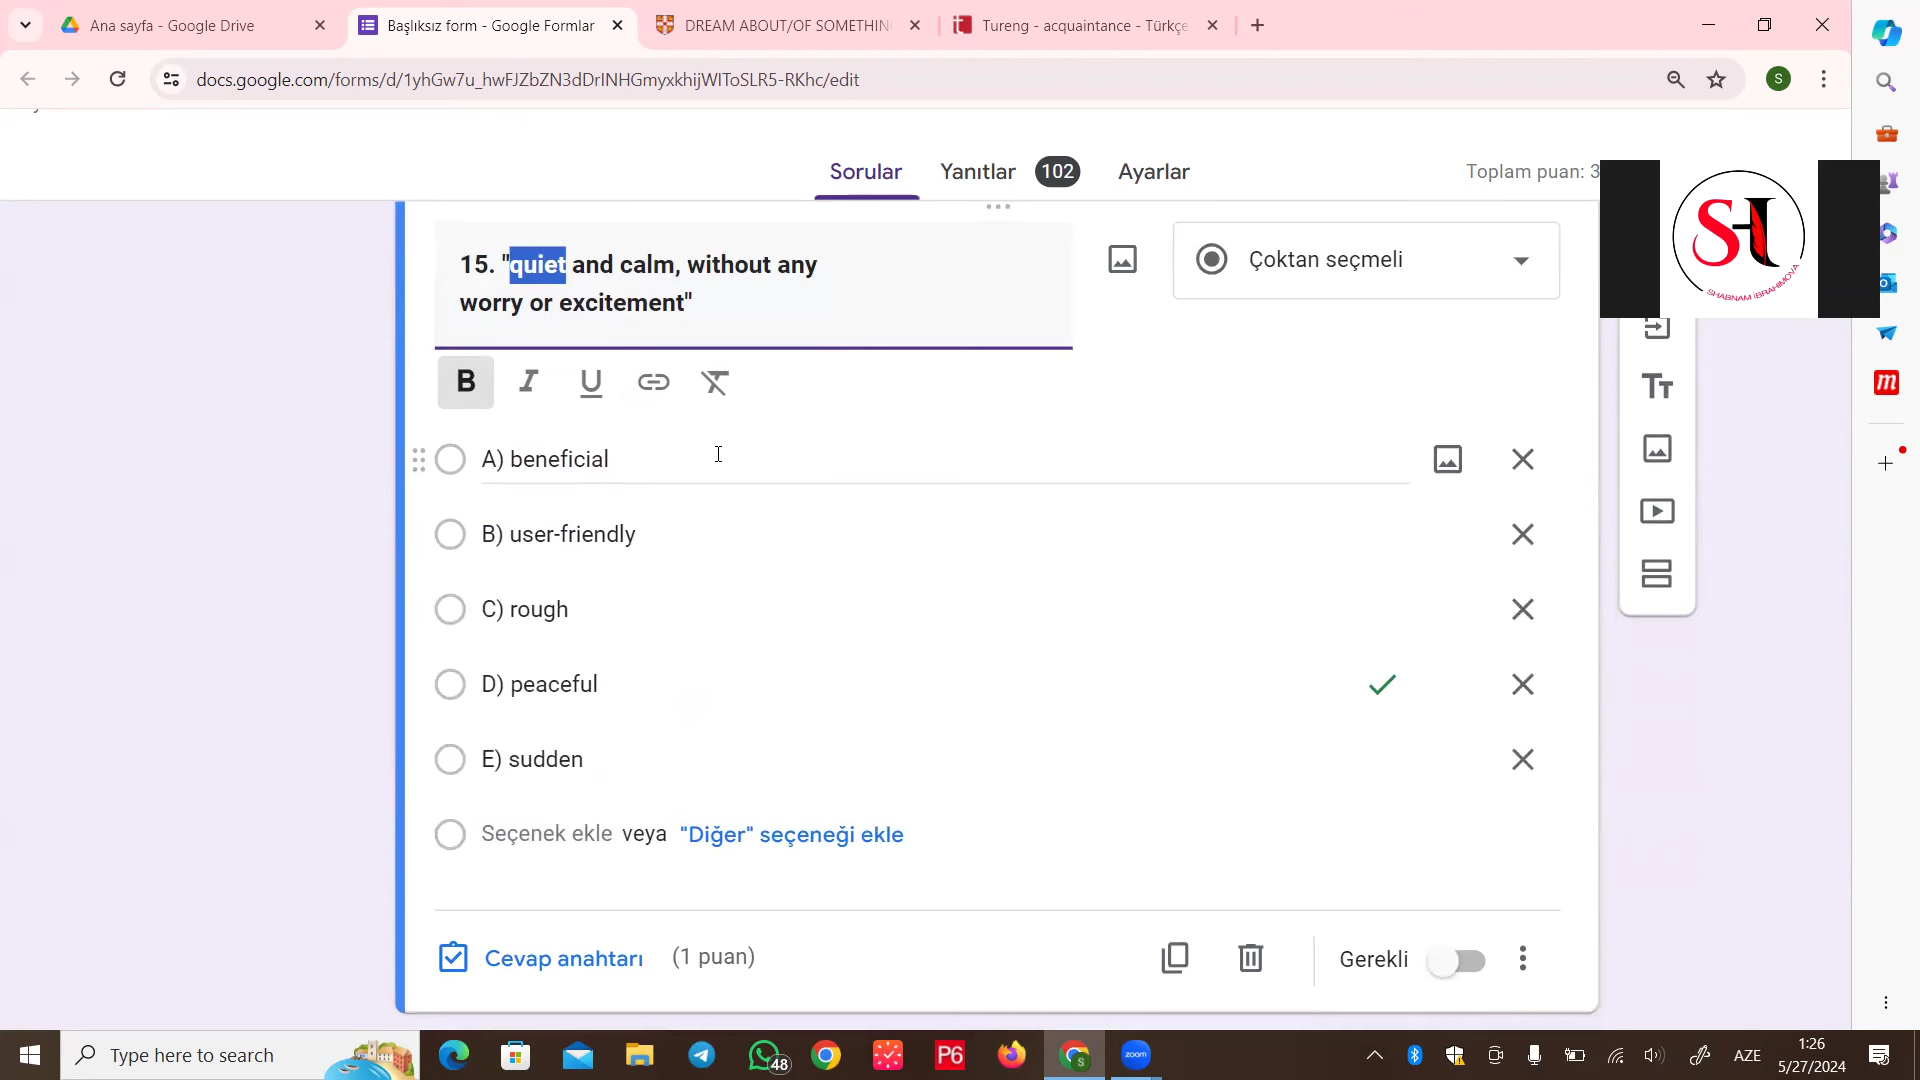 Ana sayfa - Google Drive
Başlıksız form - Google Formlar
DREAM ABOUT/OF SOMETHIN
Tureng - acquaintance - Türkçe
docs.google.com/forms/d/1yhGw7u_hwFJZbZN3dDrINHGmyxkhijWIToSLR5-RKhc/edit
S
Sorular
Yanıtlar 102
Ayarlar
Toplam puan: 3
SHABNAM IBRAHIMOVA
15. "quiet and calm, without any
worry or excitement"
Çoktan seçmeli
B I U
A) beneficial
B) user-friendly
C) rough
D) peaceful
E) sudden
Seçenek ekle veya "Diğer" seçeneği ekle
Cevap anahtarı (1 puan)
Gerekli
Type here to search
48
P6
zoom
AZE
1:26
5/27/2024